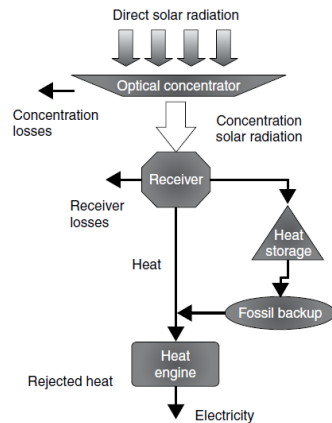 Direct solar radiation
Optical concentrator
Concentration
losses
Concentration
solar radiation
Receiver
Receiver
losses
Heat
storage
Heat
Fossil backup
Heat
engine
Rejected heat
Electricity